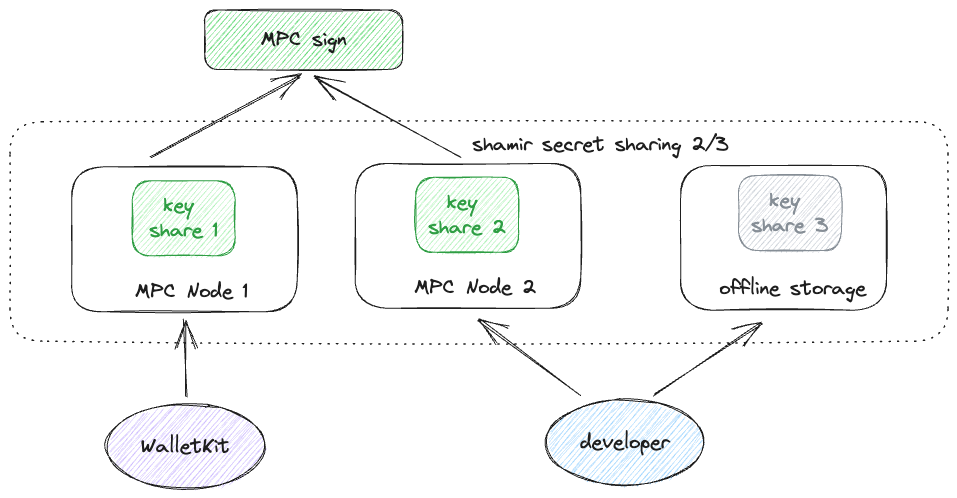 MPC sign
shamir secret sharing 2/3
key
share 1
key
share 2
key
share 3
MPC Node 1
MPC Node 2
offline storage
WalletKit
developer